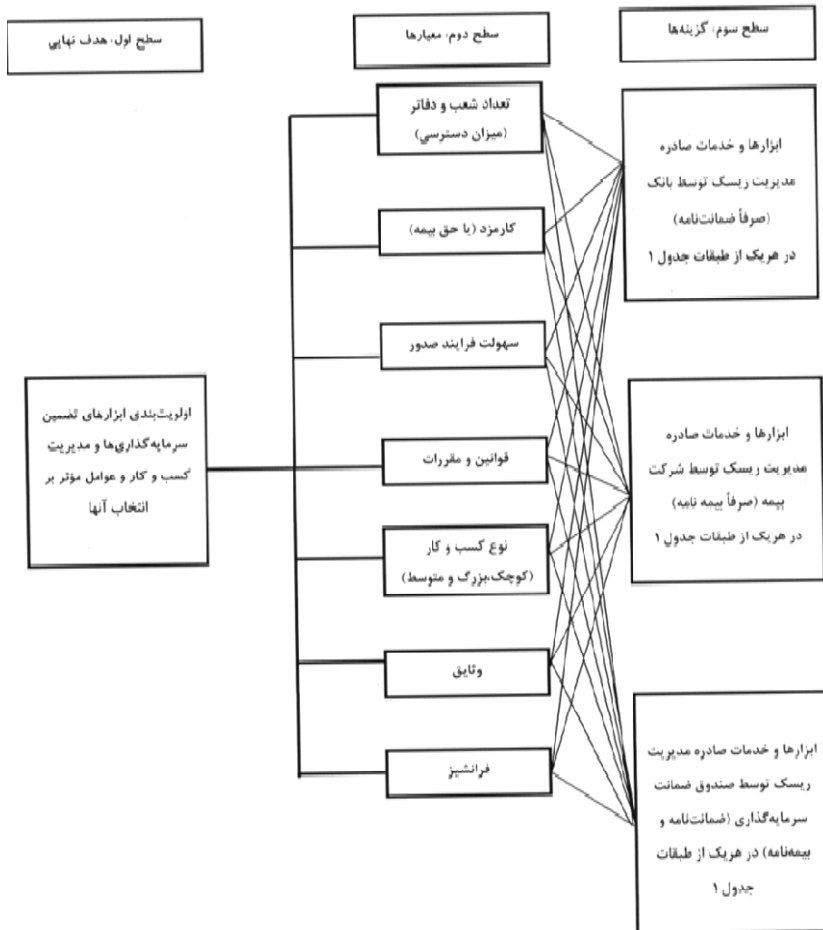 سطح سوم: گزینه‌ها
سطح دوم: معیارها
سطح اول: هدف نهایی
ابزارها و خدمات صادره
مدیریت ریسک توسط بانک
(صرفاً ضمانت‌نامه)
در هریک از طبقات جدول ۱
ابزارها و خدمات صادره
مدیریت ریسک توسط شرکت
بیمه (صرفاً بیمه نامه)
در هریک از طبقات جدول ۱
ابزارها و خدمات صادره مدیریت
ریسک توسط صندوق ضمانت
سرمایه‌گذاری (ضمانت‌نامه و
بیمه‌نامه) در هریک از طبقات
جدول ۱
تعداد شعب و دفاتر
(میزان دسترسی)
کارمزد (یا حق بیمه)
سهولت فرایند صدور
قوانین و مقررات
نوع کسب و کار
(کوچک،بزرگ و متوسط)
وثایق
فرانشیز
اولویت‌بندی ابزارهای تضمین
سرمایه‌گذاری‌ها و مدیریت
کسب و کار و عوامل مؤثر بر
انتخاب آنها